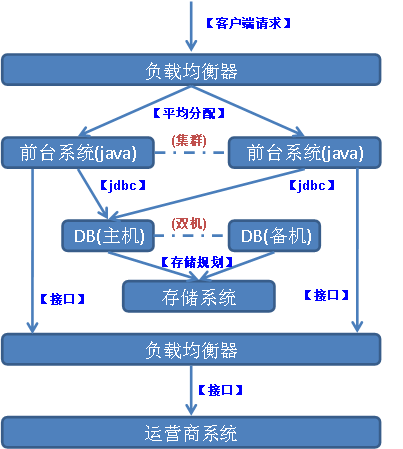 【客户端请求】
负载均衡器
【平均分配】
前台系统(java)
(集群)
前台系统(java)
【jdbc】
【jdbc】
DB(主机)
(双机)
DB(备机)
【存储规划】
存储系统
【接口】
【接口】
负载均衡器
【接口】
运营商系统